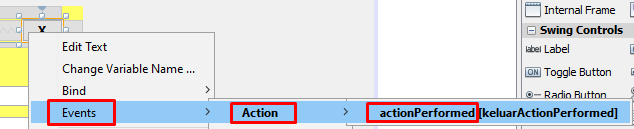 X
Edit Text
Change Variable Name ...
Bind
Events
Action
actionPerformed [keluarActionPerformed]
Internal Frame
Swing Controls
Label
Toggle Button
Radio Button